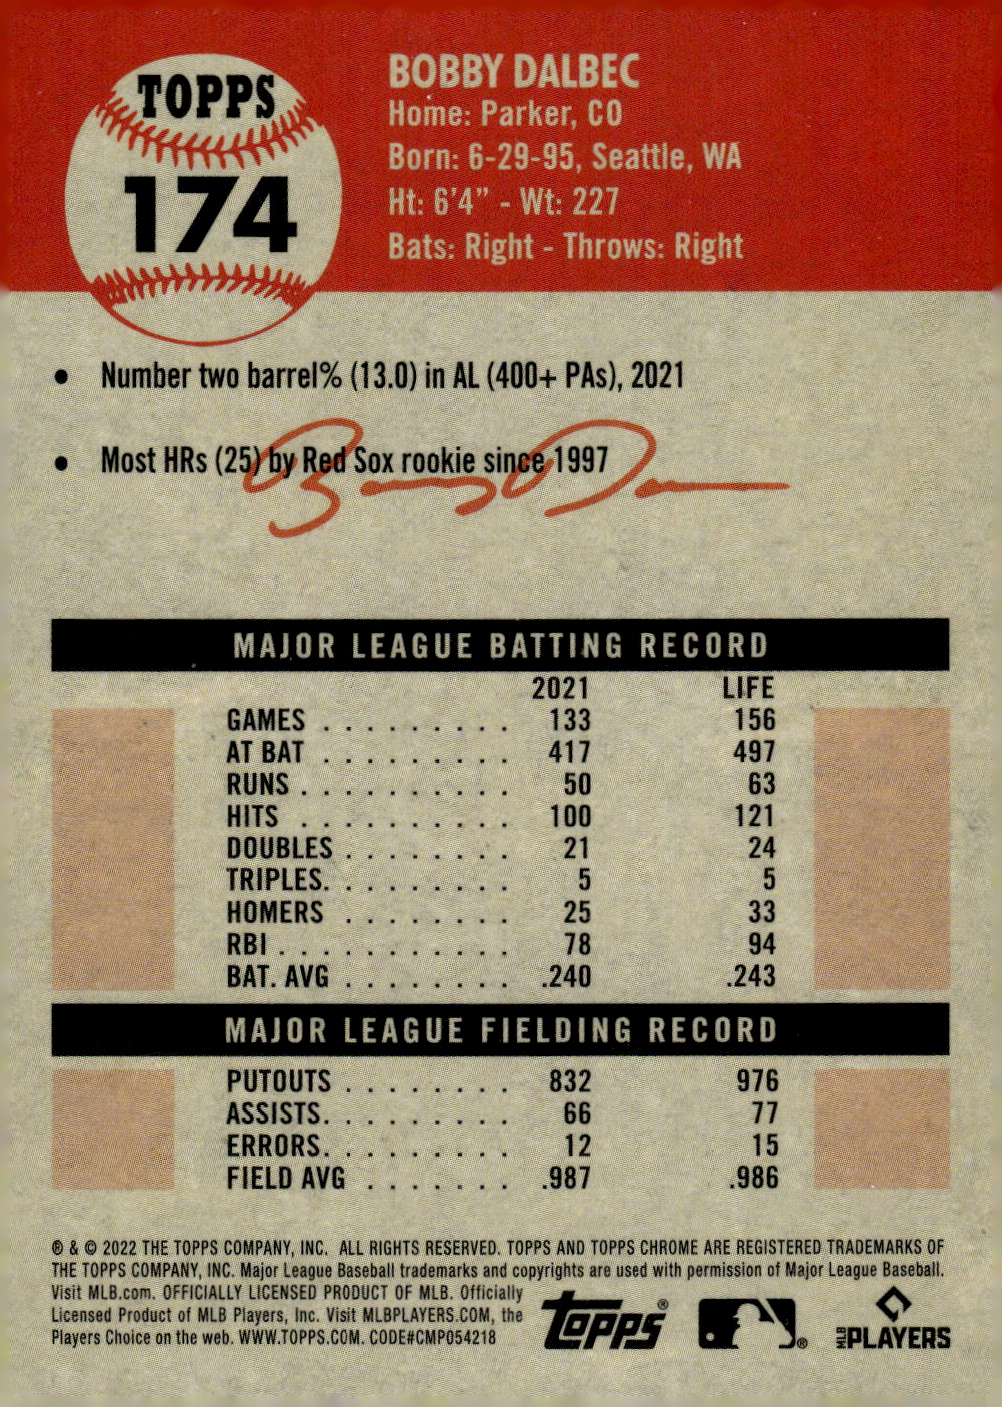 TOPPS
174
BOBBY DALBEC
Home: Parker, CO
Born: 6-29-95, Seattle, WA
Ht: 6'4" - Wt: 227
Bats: Right - Throws: Right
• Number two barrel% (13.0) in AL (400+ PAs), 2021
• Most HRs (25) by Red Sox rookie since 1997
MAJOR LEAGUE BATTING RECORD
2021 LIFE
GAMES . . . . . . . . . 133 156
AT BAT . . . . . . . . . 417 497
RUNS . . . . . . . . . . 50 63
HITS . . . . . . . . . . 100 121
DOUBLES . . . . . . . . 21 24
TRIPLES. . . . . . . . . 5 5
HOMERS . . . . . . . . 25 33
RBI . . . . . . . . . . . 78 94
BAT. AVG . . . . . . . . .240 .243
MAJOR LEAGUE FIELDING RECORD
PUTOUTS . . . . . . . . 832 976
ASSISTS. . . . . . . . . 66 77
ERRORS. . . . . . . . . 12 15
FIELD AVG . . . . . . . .987 .986
® & © 2022 THE TOPPS COMPANY, INC. ALL RIGHTS RESERVED. TOPPS AND TOPPS CHROME ARE REGISTERED TRADEMARKS OF
THE TOPPS COMPANY, INC. Major League Baseball trademarks and copyrights are used with permission of Major League Baseball.
Visit MLB.com. OFFICIALLY LICENSED PRODUCT OF MLB. Officially
Licensed Product of MLB Players, Inc. Visit MLBPLAYERS.COM, the
Players Choice on the web. WWW.TOPPS.COM. CODE#CMP054218
Topps ® ® MLB PLAYERS